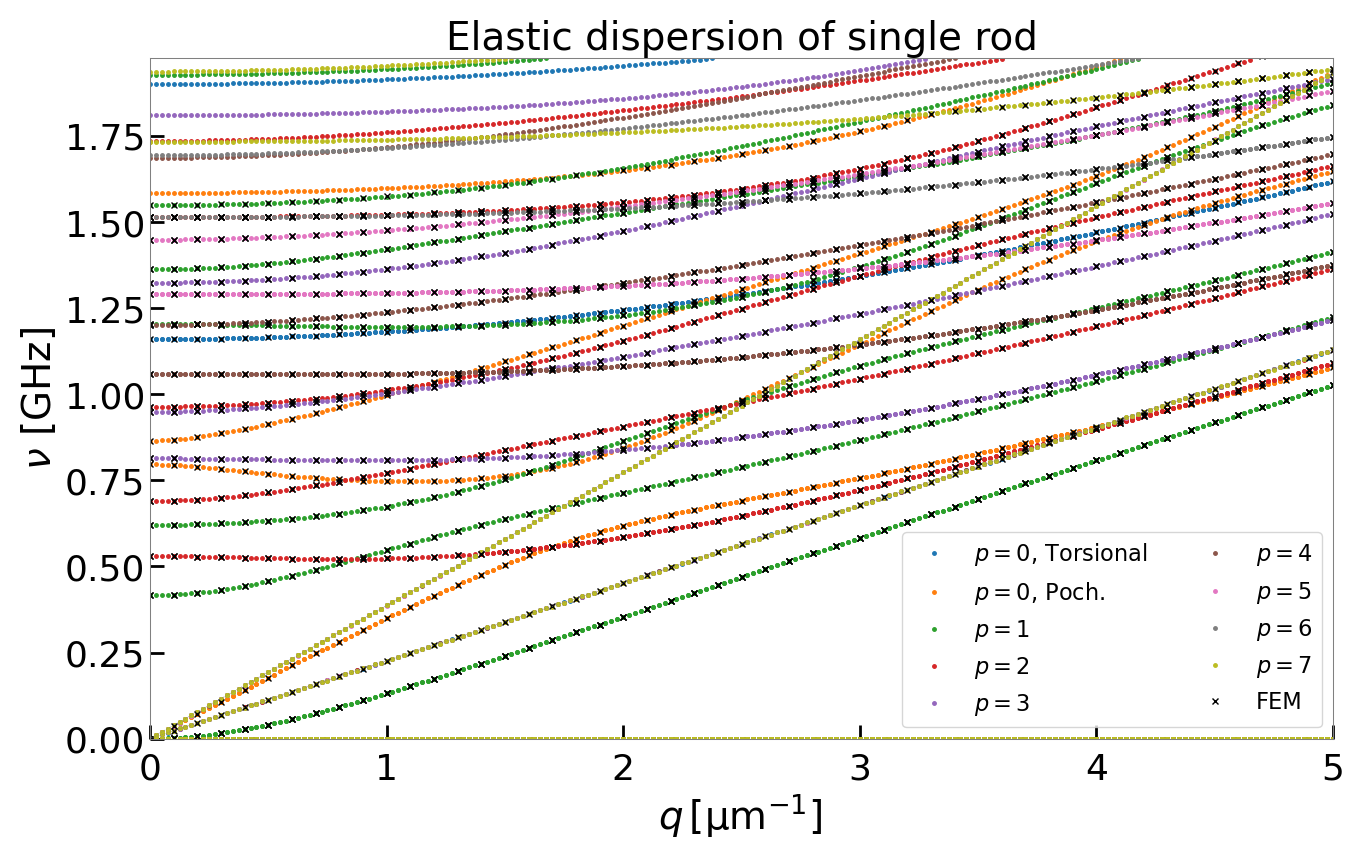 Elastic dispersion of single rod
ν [GHz]
1.75
1.50
1.25
1.00
0.75
0.50
0.25
0.00
p = 0, Torsional
p = 0, Poch.
p = 1
p = 2
p = 3
p = 4
p = 5
p = 6
p = 7
FEM
0 1 2 3 4 5
q [μm⁻¹]